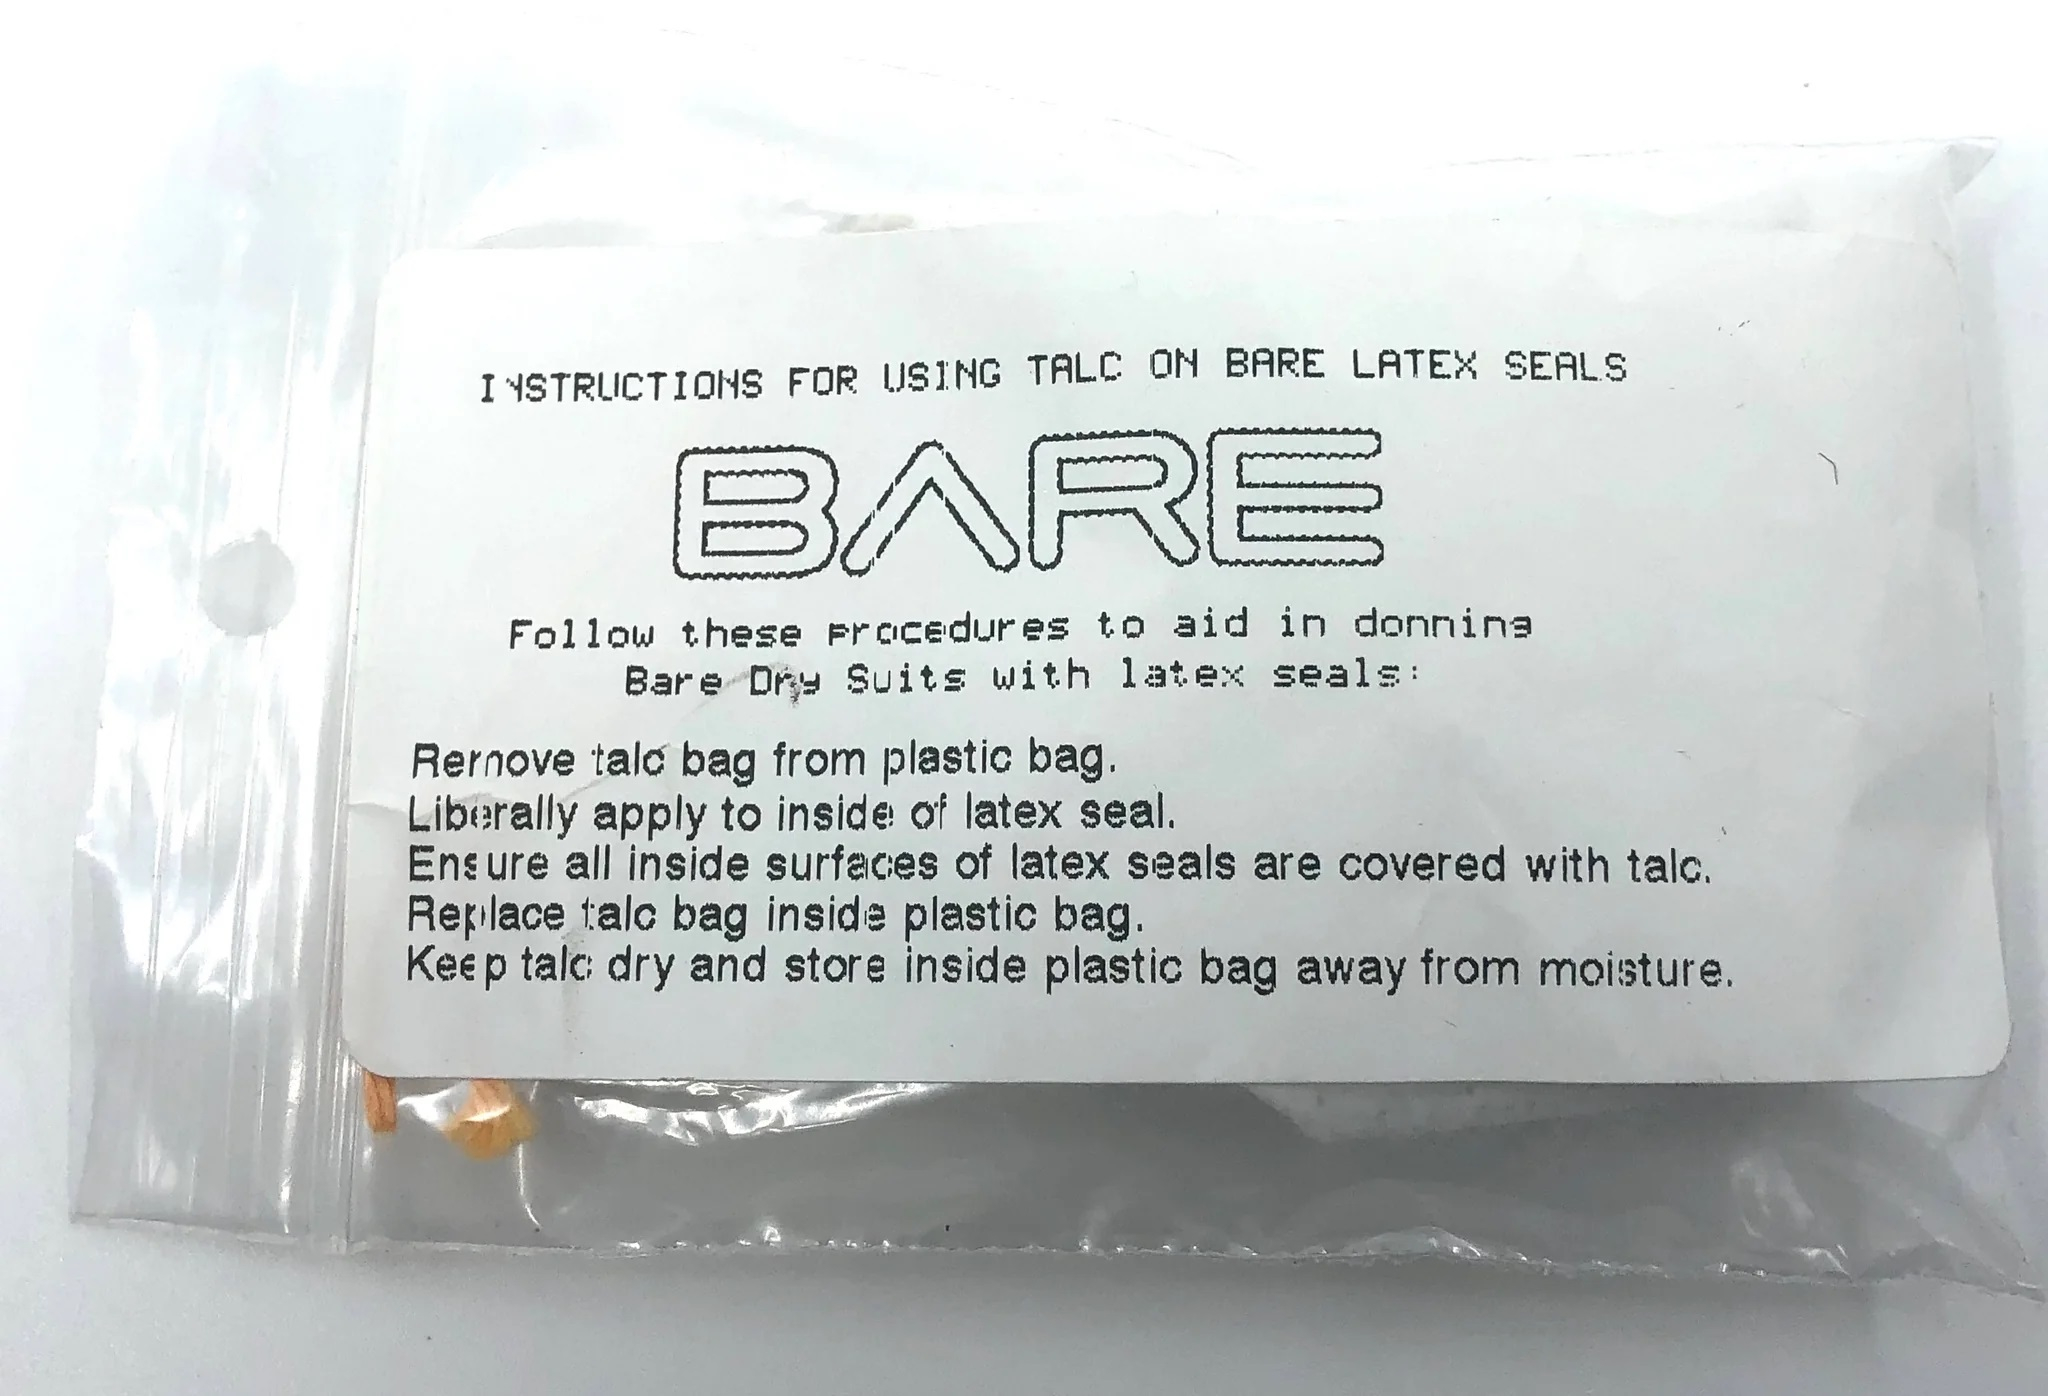 INSTRUCTIONS FOR USING TALC ON BARE LATEX SEALS
BARE
Follow these procedures to aid in donning
Bare Dry Suits with latex seals:
Remove talc bag from plastic bag.
Liberally apply to inside of latex seal.
Ensure all inside surfaces of latex seals are covered with talc.
Replace talc bag inside plastic bag.
Keep talc dry and store inside plastic bag away from moisture.